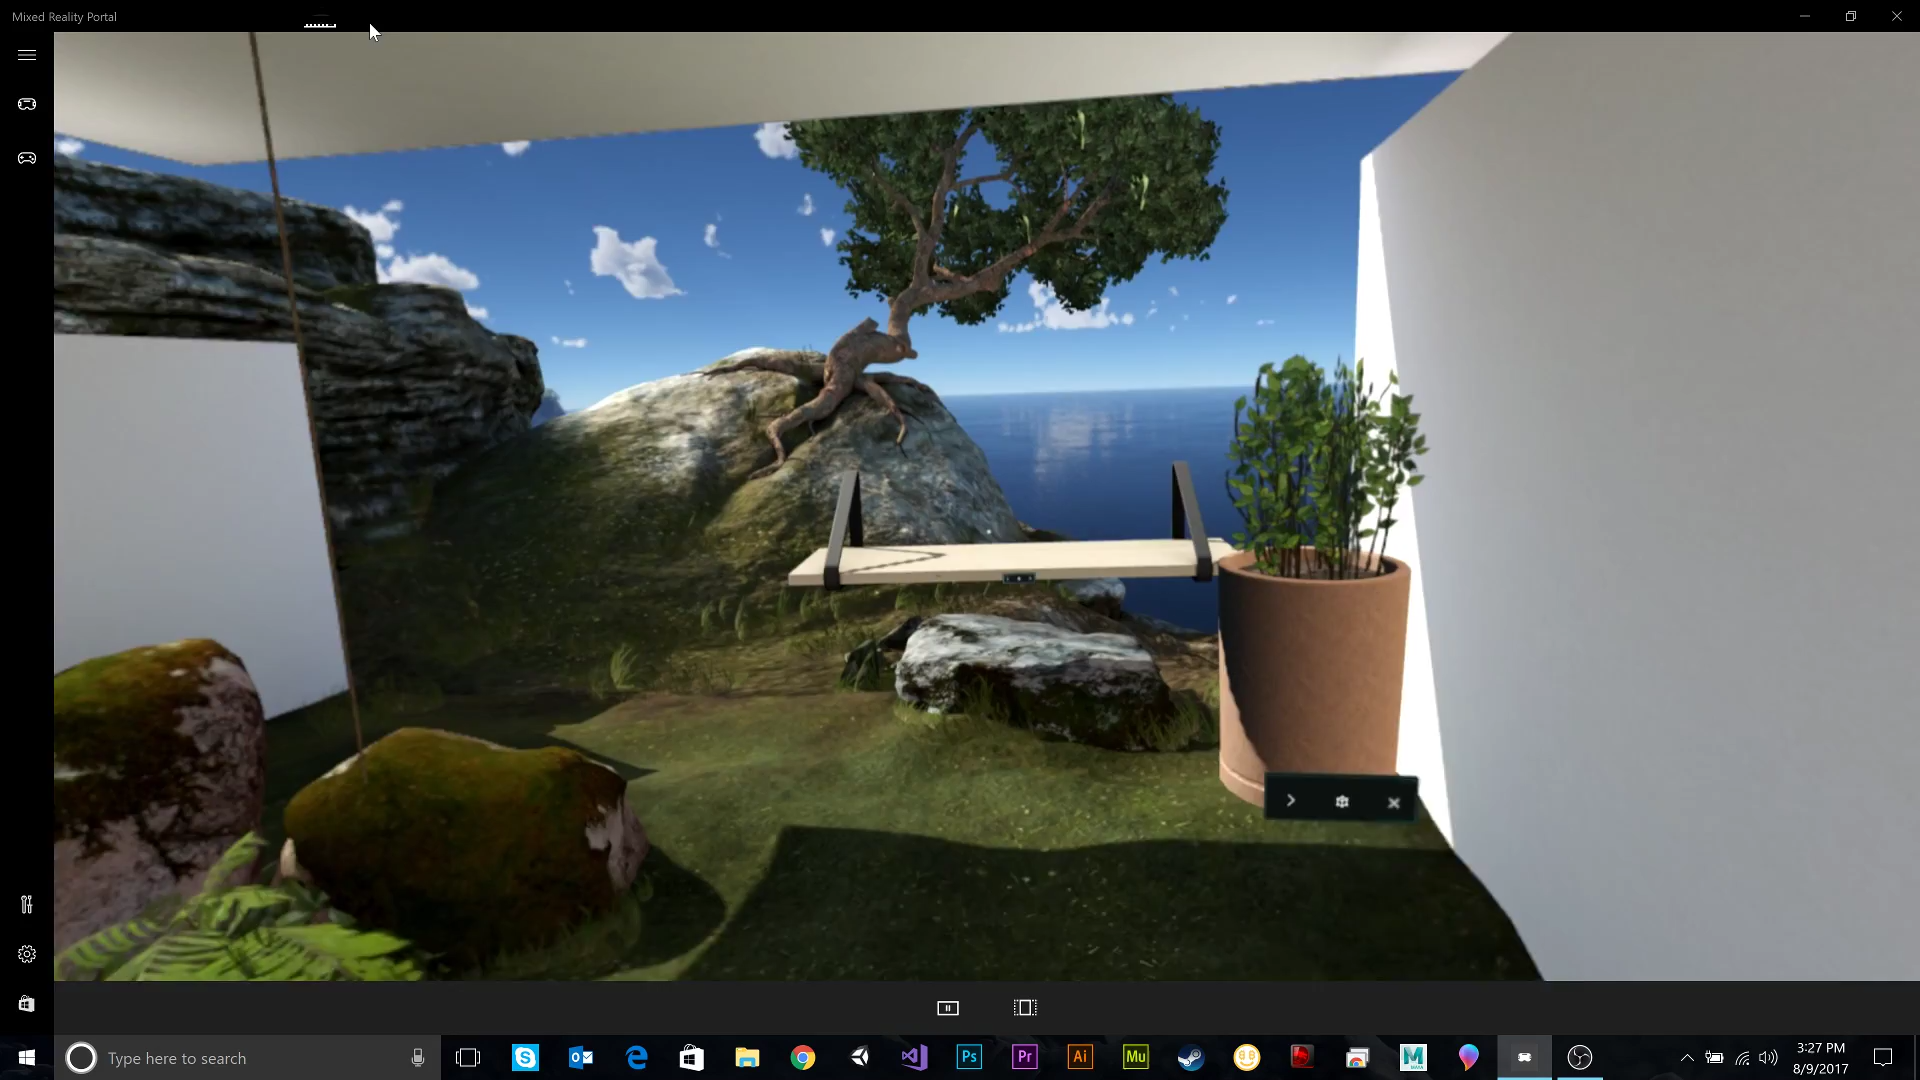 Mixed Reality Portal
Type here to search
Ps
Pr
Ai
Mu
3:27 PM
8/9/2017